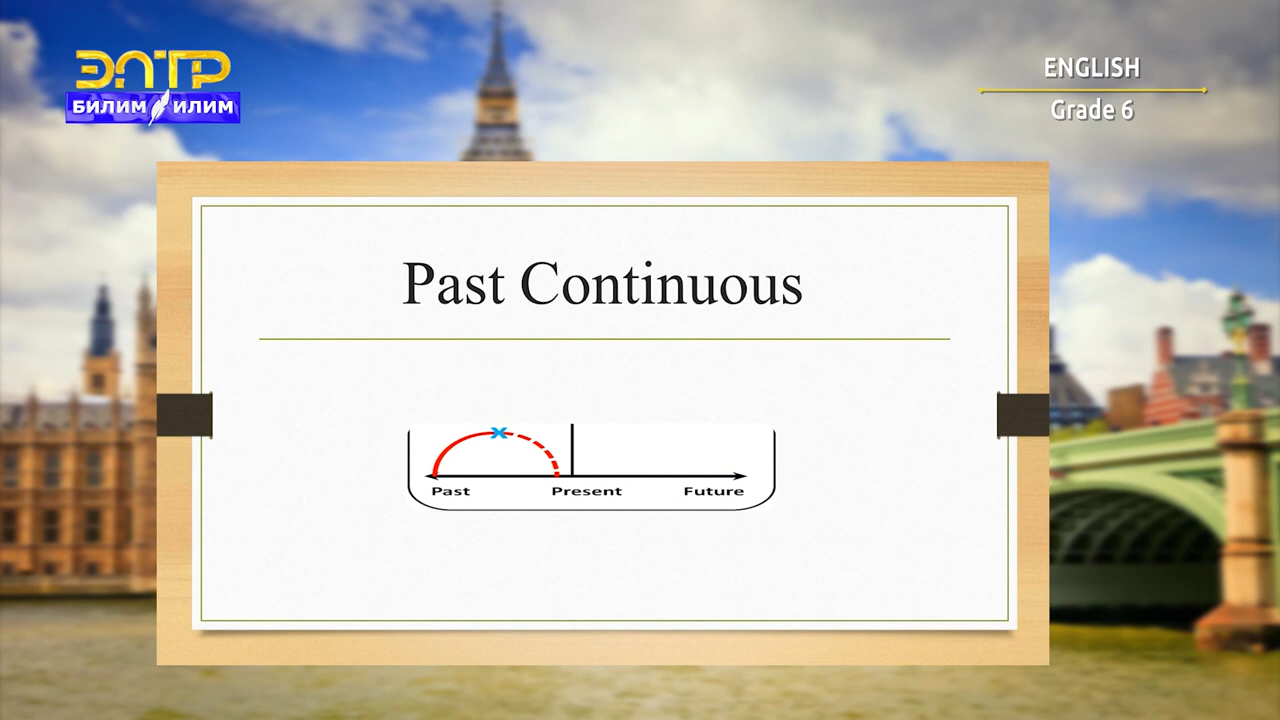 ЭЛТР
БИЛИМ ИЛИМ
ENGLISH
Grade 6
Past Continuous
Past Present Future